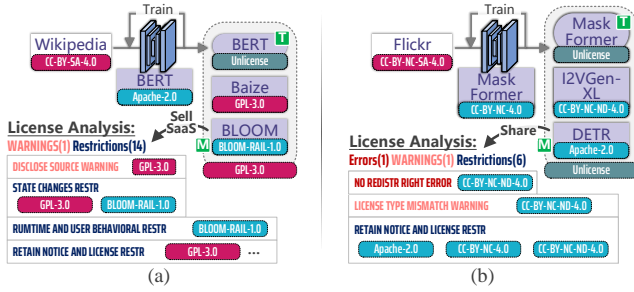 Train
Wikipedia
CC-BY-SA-4.0
BERT
Apache-2.0
BERT
T
Unlicense
Baize
GPL-3.0
BLOOM
M
BLOOM-RAIL-1.0
GPL-3.0
Sell
SaaS
License Analysis:
WARNINGS(1) Restrictions(14)
DISCLOSE SOURCE WARNING GPL-3.0
STATE CHANGES RESTR
GPL-3.0 BLOOM-RAIL-1.0
RUMTIME AND USER BEHAVIORAL RESTR BLOOM-RAIL-1.0
RETAIN NOTICE AND LICENSE RESTR GPL-3.0 ...
(a)
Train
Flickr
CC-BY-NC-SA-4.0
Mask
Former
CC-BY-NC-4.0
Mask
Former
T
Unlicense
I2VGen-
XL
CC-BY-NC-ND-4.0
DETR
M
Apache-2.0
Unlicense
Share
License Analysis:
Errors(1) WARNINGS(1) Restrictions(6)
NO REDISTR RIGHT ERROR CC-BY-NC-ND-4.0
LICENSE TYPE MISMATCH WARNING CC-BY-NC-ND-4.0
RETAIN NOTICE AND LICENSE RESTR
Apache-2.0 CC-BY-NC-4.0 CC-BY-NC-ND-4.0
(b)